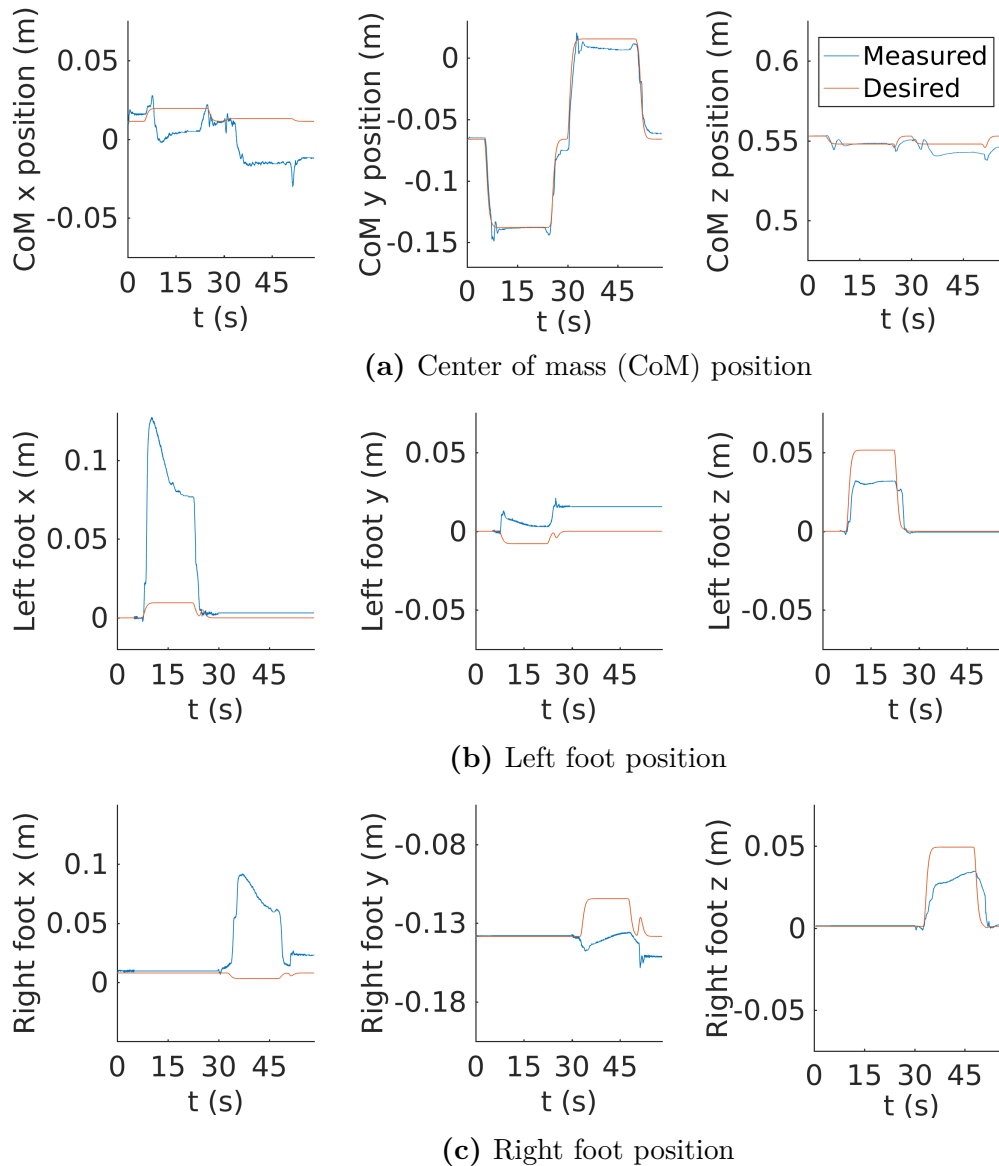 CoM x position (m)
0.05
0
-0.05
0 15 30 45
t (s)
CoM y position (m)
0
-0.05
-0.1
-0.15
0 15 30 45
t (s)
CoM z position (m)
0.6
0.55
0.5
0 15 30 45
t (s)
Measured
Desired
(a) Center of mass (CoM) position
Left foot x (m)
0.1
0.05
0
0 15 30 45
t (s)
Left foot y (m)
0.05
0
-0.05
0 15 30 45
t (s)
Left foot z (m)
0.05
0
-0.05
0 15 30 45
t (s)
(b) Left foot position
Right foot x (m)
0.1
0.05
0
0 15 30 45
t (s)
Right foot y (m)
-0.08
-0.13
-0.18
0 15 30 45
t (s)
Right foot z (m)
0.05
0
-0.05
0 15 30 45
t (s)
(c) Right foot position